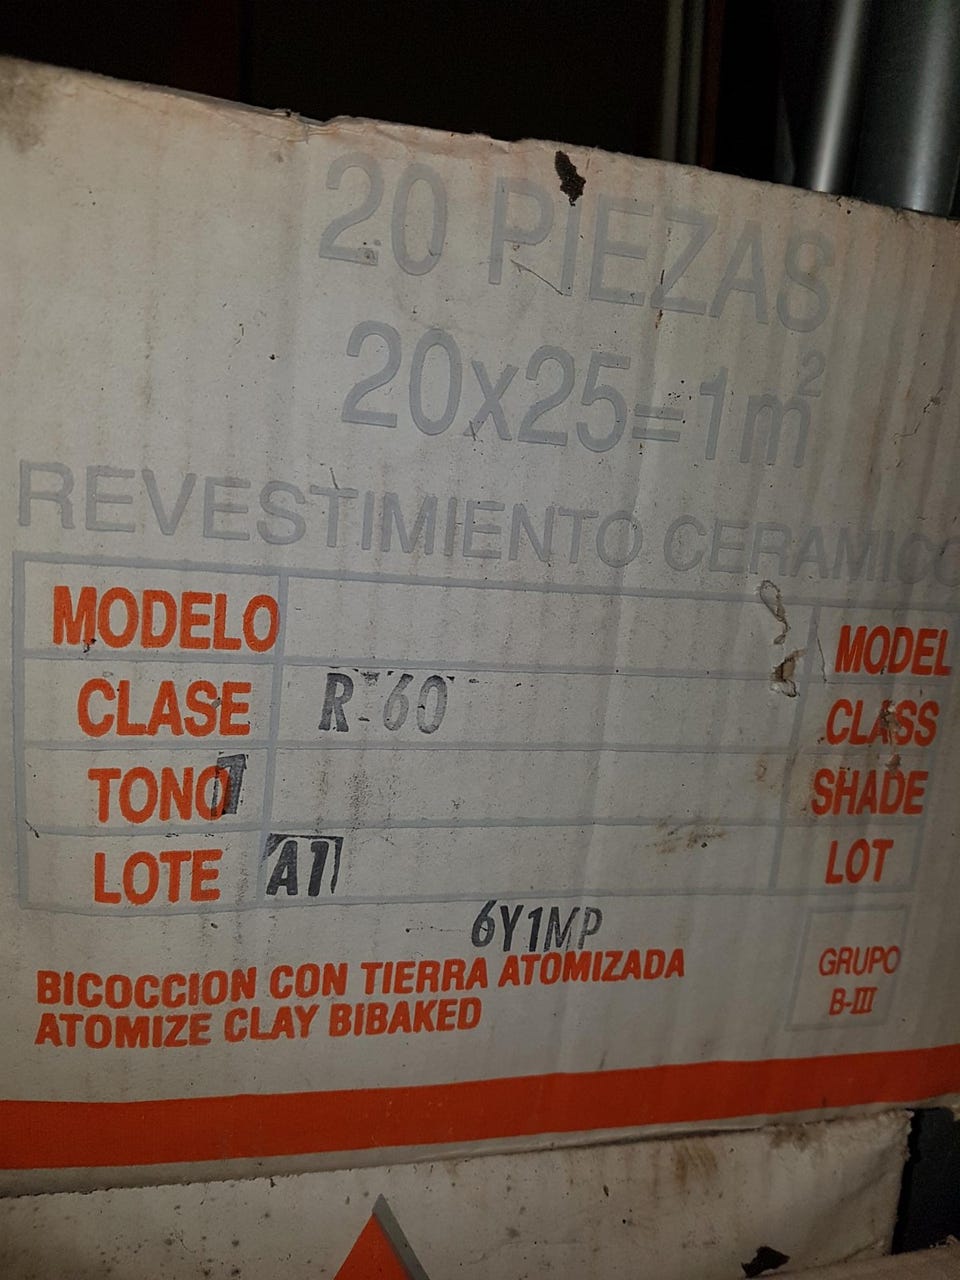 20 PIEZAS
20x25=1m²
REVESTIMIENTO CERAMICO
MODELO MODEL
CLASE R-60 CLASS
TONO 1 SHADE
LOTE A1 LOT
6Y1MP
BICOCCION CON TIERRA ATOMIZADA
ATOMIZE CLAY BIBAKED
GRUPO
B-III